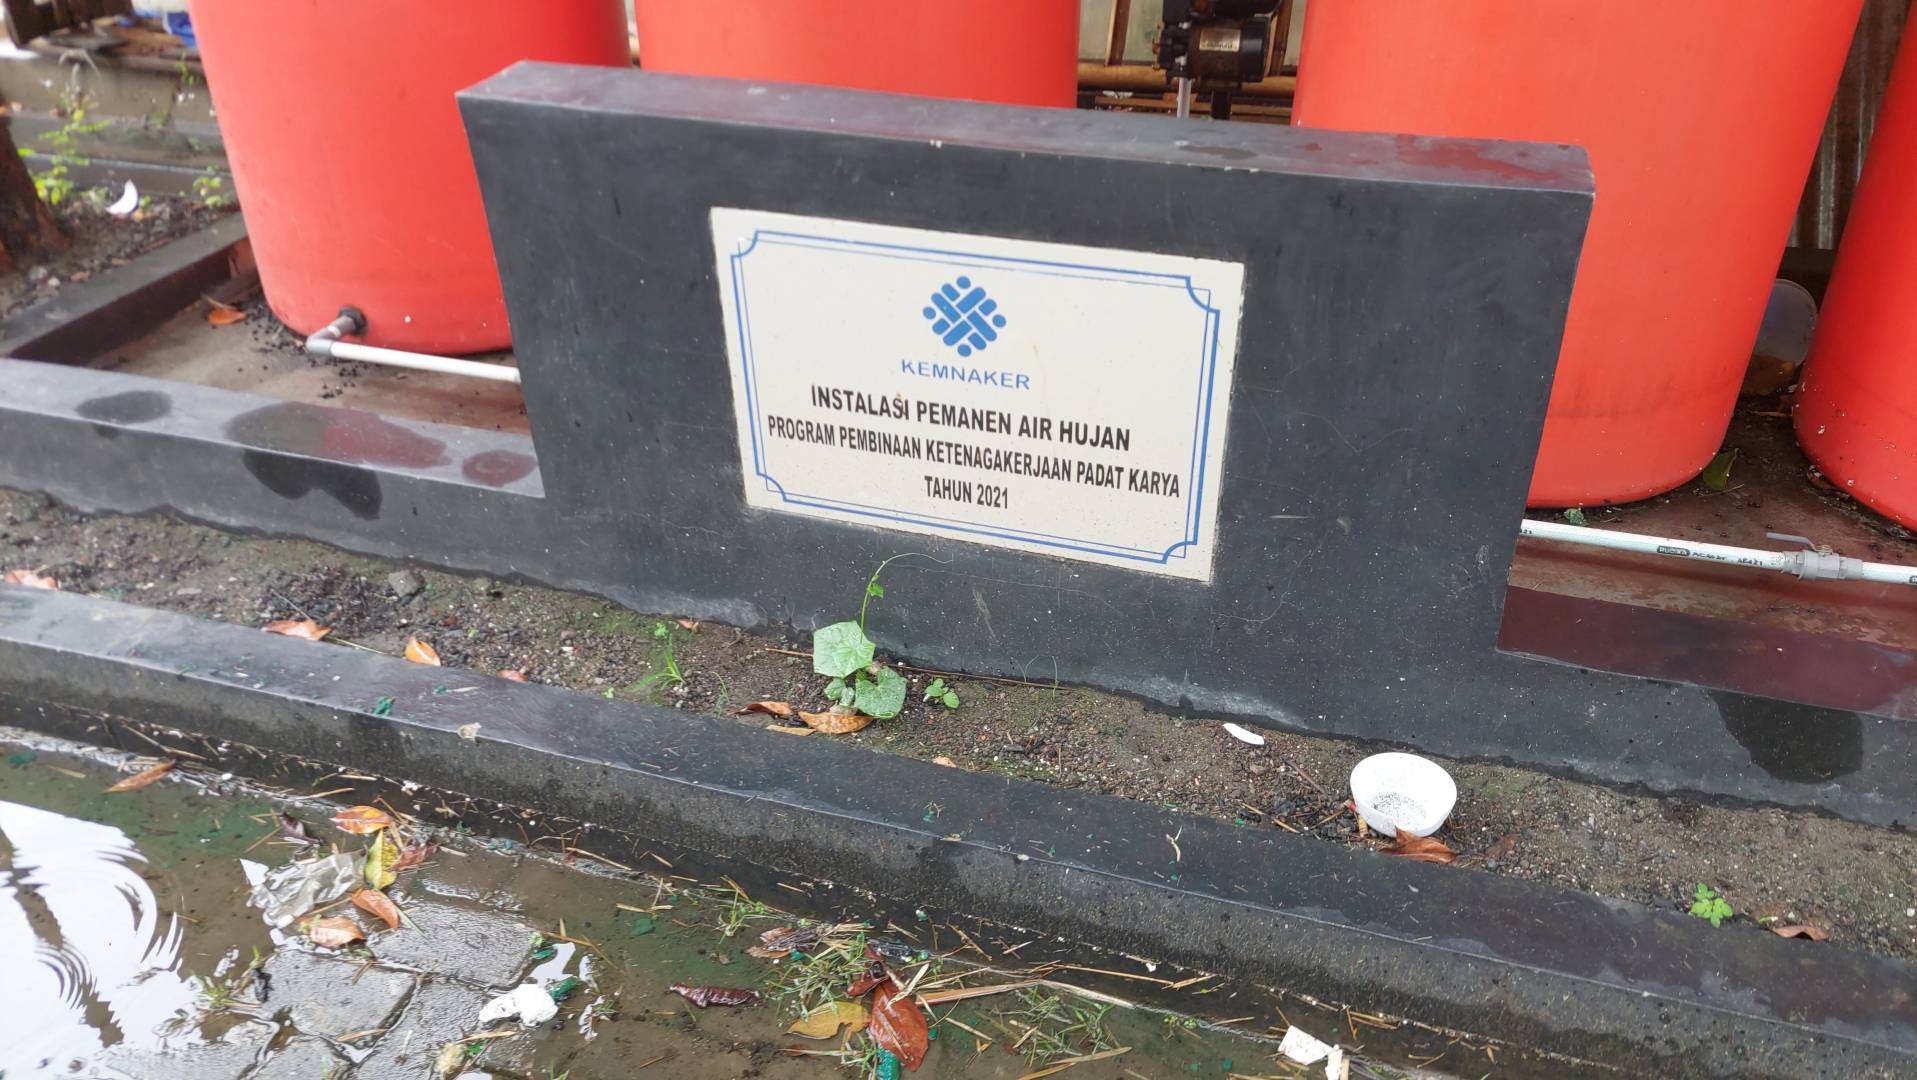 KEMNAKER
INSTALASI PEMANEN AIR HUJAN
PROGRAM PEMBINAAN KETENAGAKERJAAN PADAT KARYA
TAHUN 2021